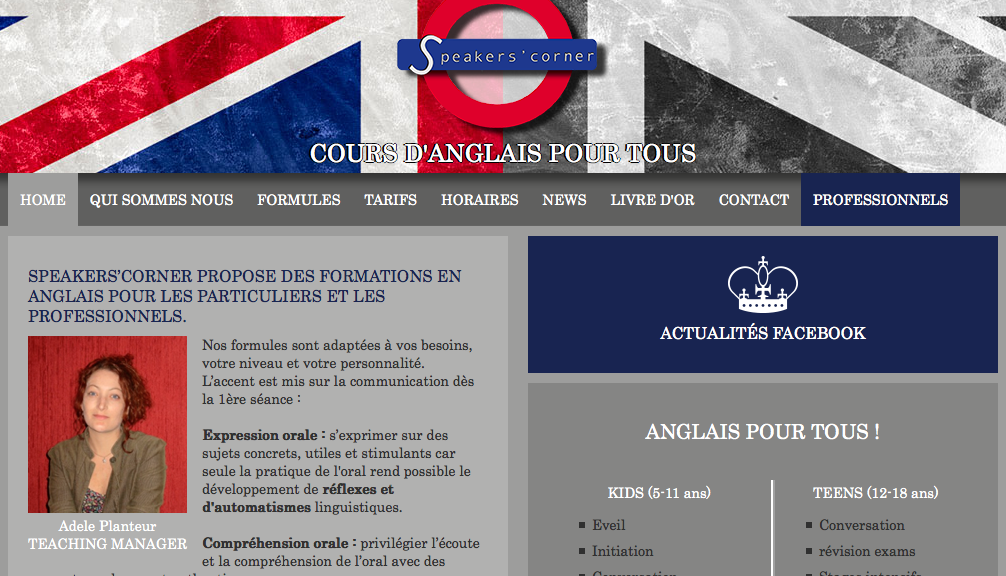 Speakers'corner
COURS D'ANGLAIS POUR TOUS
HOME QUI SOMMES NOUS FORMULES TARIFS HORAIRES NEWS LIVRE D'OR CONTACT PROFESSIONNELS
SPEAKERS'CORNER PROPOSE DES FORMATIONS EN
ANGLAIS POUR LES PARTICULIERS ET LES
PROFESSIONNELS.
Nos formules sont adaptées à vos besoins,
votre niveau et votre personnalité.
L'accent est mis sur la communication dès
la 1ère séance :
Expression orale : s'exprimer sur des
sujets concrets, utiles et stimulants car
seule la pratique de l'oral rend possible le
développement de réflexes et
d'automatismes linguistiques.
Adele Planteur
TEACHING MANAGER
Compréhension orale : privilégier l'écoute
et la compréhension de l'oral avec des
ACTUALITÉS FACEBOOK
ANGLAIS POUR TOUS !
KIDS (5-11 ans)
Eveil
Initiation
Conversation
TEENS (12-18 ans)
Conversation
révision exams
Stages intensifs